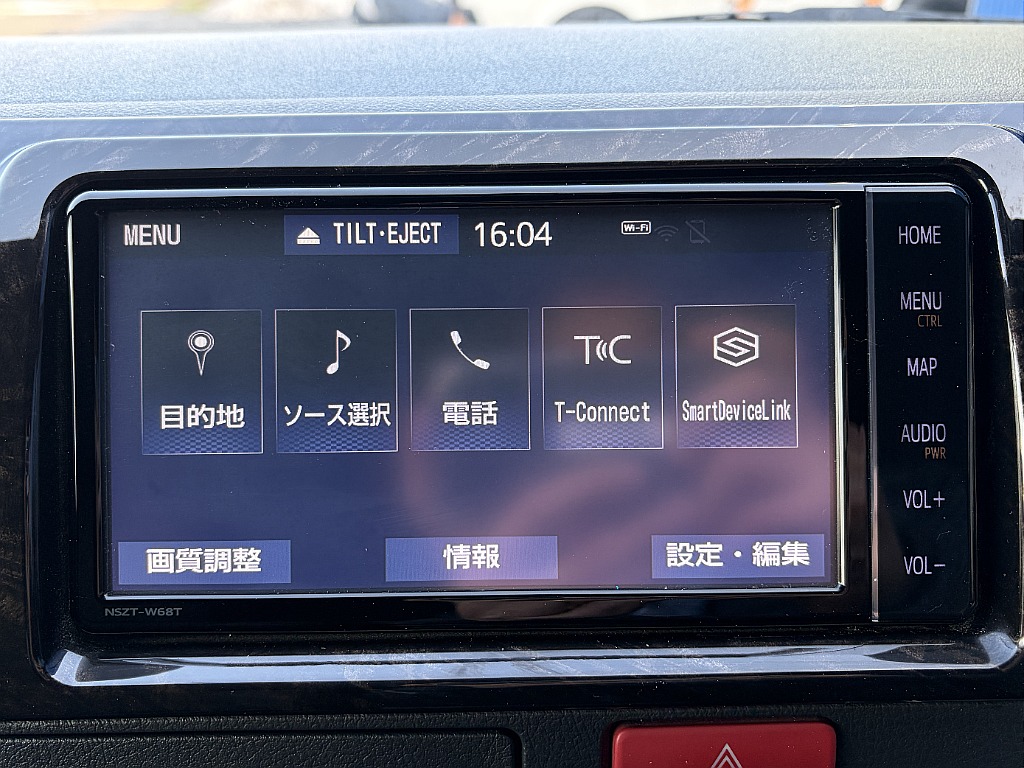 MENU
TILT・EJECT
16:04
Wi-Fi
目的地
ソース選択
電話
TC
T-Connect
SmartDeviceLink
画質調整
情報
設定・編集
NSZT-W68T
HOME
MENU
CTRL
MAP
AUDIO
PWR
VOL+
VOL−